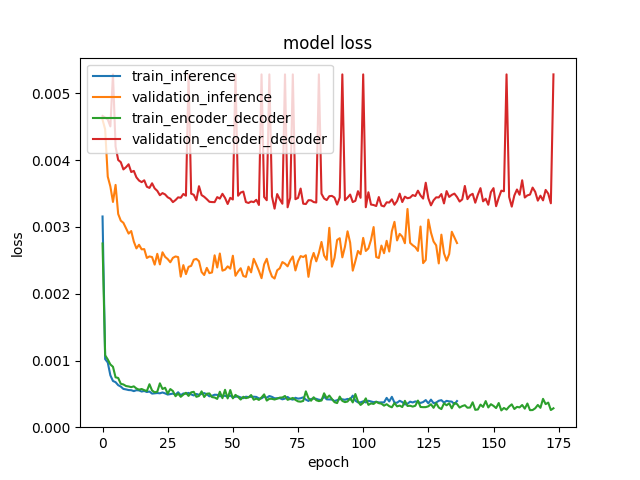 model loss
train_inference
validation_inference
train_encoder_decoder
validation_encoder_decoder
0.005
0.004
0.003
0.002
0.001
0.000
loss
0 25 50 75 100 125 150 175
epoch